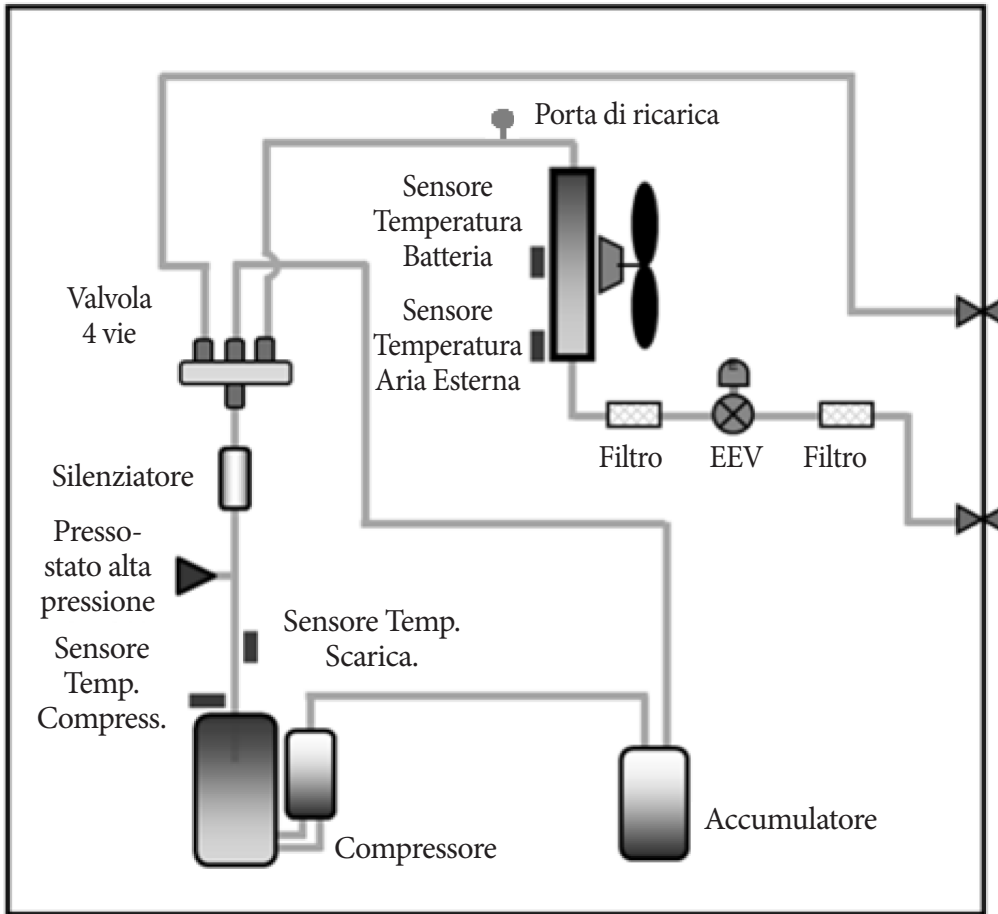 Porta di ricarica
Sensore
Temperatura
Batteria
Valvola
4 vie
Sensore
Temperatura
Aria Esterna
E
Filtro
EEV
Filtro
Silenziatore
Presso-
stato alta
pressione
Sensore Temp.
Scarica.
Sensore
Temp.
Compress.
Accumulatore
Compressore